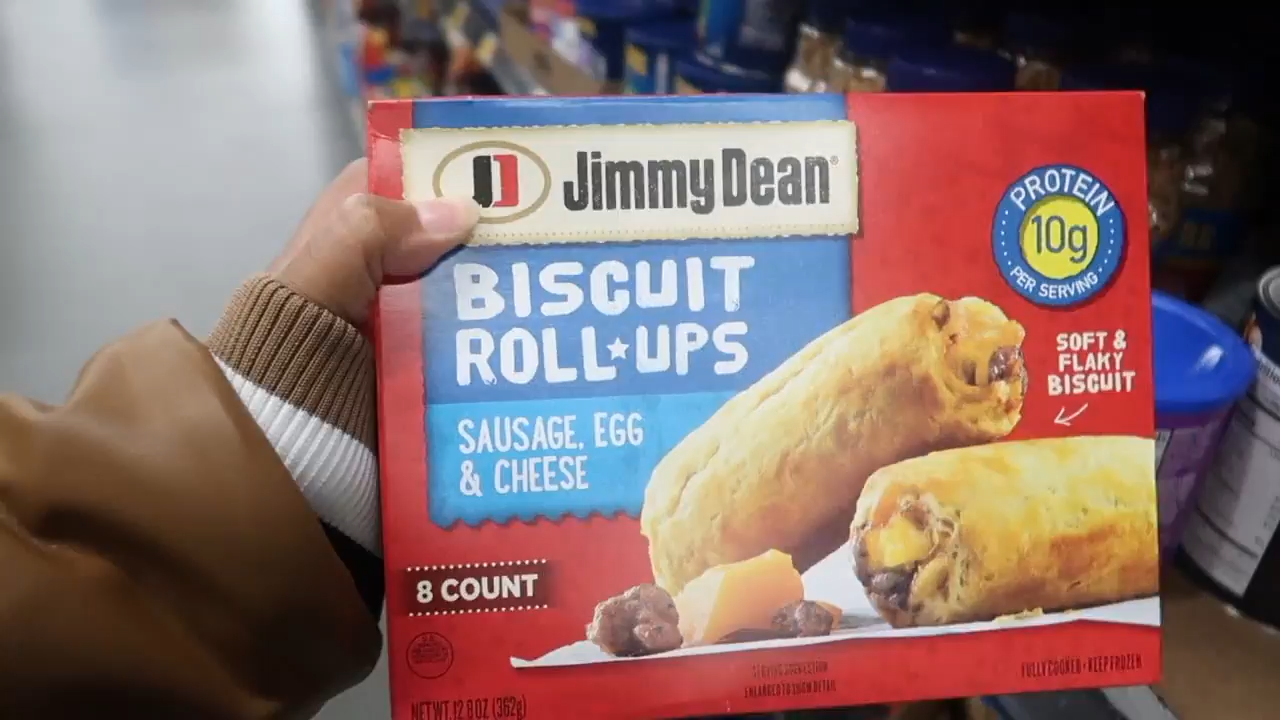 Jimmy Dean®
BISCUIT
ROLL★UPS
SAUSAGE, EGG
& CHEESE
PROTEIN
10g
PER SERVING
SOFT &
FLAKY
BISCUIT
8 COUNT
SERVING SUGGESTION
ENLARGED TO SHOW DETAIL
FULLY COOKED • KEEP FROZEN
NET WT. 12.8 OZ (362g)